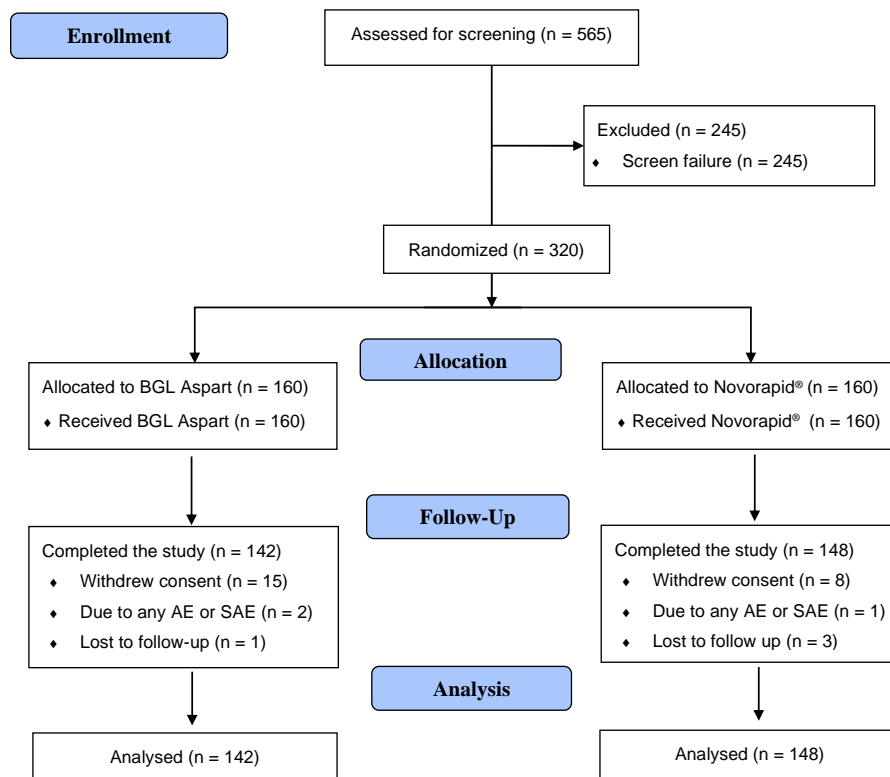 Enrollment
Assessed for screening (n = 565)
Excluded (n = 245)
♦ Screen failure (n = 245)
Randomized (n = 320)
Allocation
Allocated to BGL Aspart (n = 160)
♦ Received BGL Aspart (n = 160)
Allocated to Novorapid® (n = 160)
♦ Received Novorapid® (n = 160)
Follow-Up
Completed the study (n = 142)
♦ Withdrew consent (n = 15)
♦ Due to any AE or SAE (n = 2)
♦ Lost to follow-up (n = 1)
Completed the study (n = 148)
♦ Withdrew consent (n = 8)
♦ Due to any AE or SAE (n = 1)
♦ Lost to follow up (n = 3)
Analysis
Analysed (n = 142)
Analysed (n = 148)